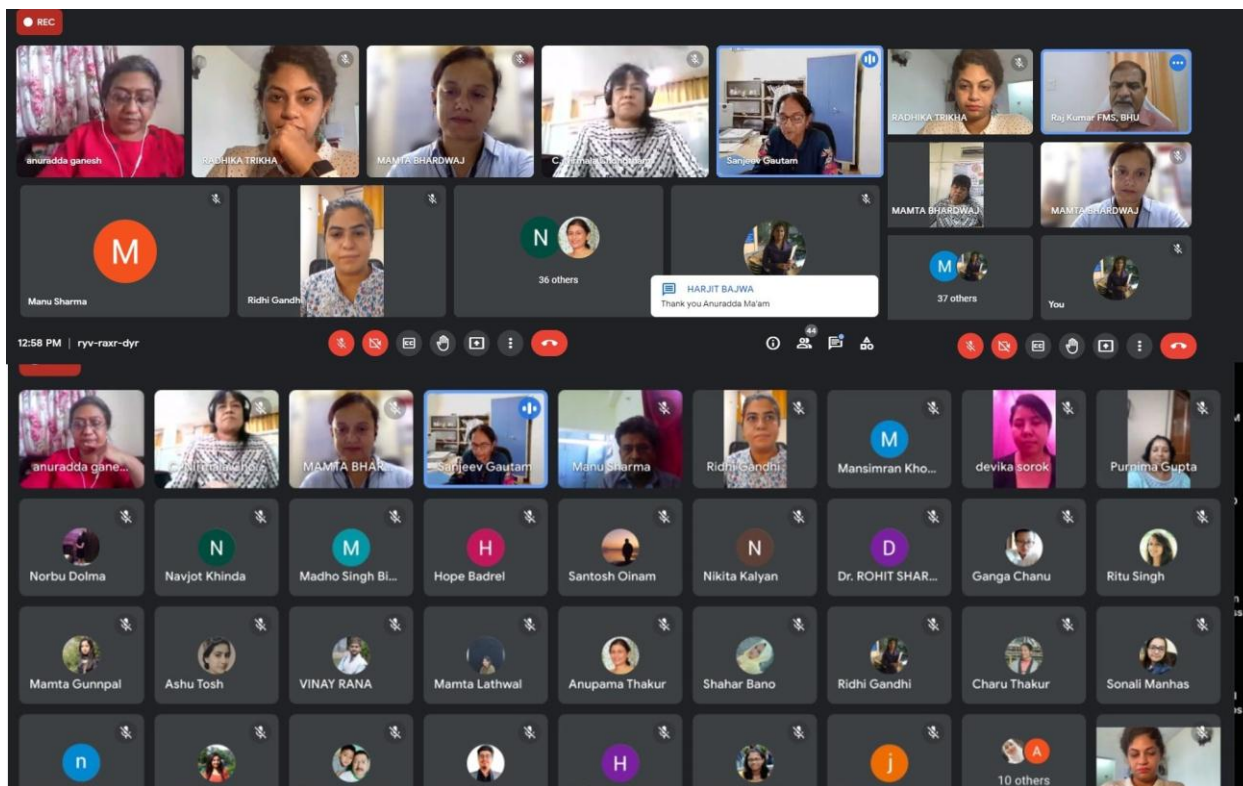 REC
anuradda ganesh
RADHIKA TRIKHA
MAMTA BHARDWAJ
C. Nirmala Chongtham
Sanjeev Gautam
M
Manu Sharma
Ridhi Gandhi
N
36 others
HARJIT BAJWA
Thank you Anuradda Ma'am
12:58 PM | ryv-raxr-dyr
CC
44
RADHIKA TRIKHA
Raj Kumar FMS, BHU
MAMTA BHARDWAJ
MAMTA BHARDWAJ
M
37 others
You
CC
anuradda gane...
MAMTA BHAR
Sanjeev Gautam
Manu Sharma
Ridhi Gandhi
M
Mansimran Kho...
devika sorok
Purnima Gupta
Norbu Dolma
N
Navjot Khinda
M
Madho Singh Bi...
H
Hope Badrel
Santosh Oinam
N
Nikita Kalyan
D
Dr. ROHIT SHAR...
Ganga Chanu
Ritu Singh
Mamta Gunnpal
Ashu Tosh
VINAY RANA
Mamta Lathwal
Anupama Thakur
Shahar Bano
Ridhi Gandhi
Charu Thakur
Sonali Manhas
n
H
j
A
10 others